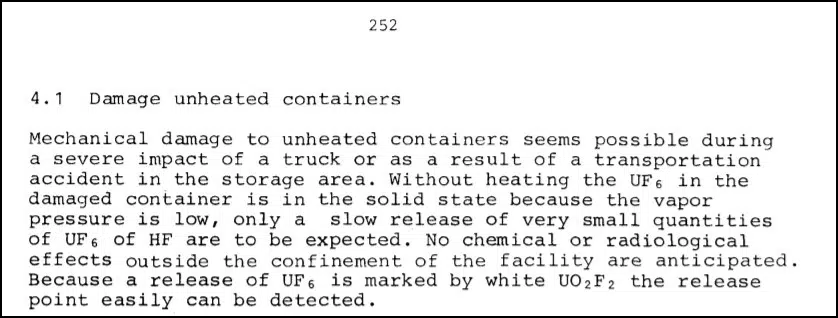 252
4.1 Damage unheated containers
Mechanical damage to unheated containers seems possible during
a severe impact of a truck or as a result of a transportation
accident in the storage area. Without heating the UF₆ in the
damaged container is in the solid state because the vapor
pressure is low, only a slow release of very small quantities
of UF₆ of HF are to be expected. No chemical or radiological
effects outside the confinement of the facility are anticipated.
Because a release of UF₆ is marked by white UO₂F₂ the release
point easily can be detected.